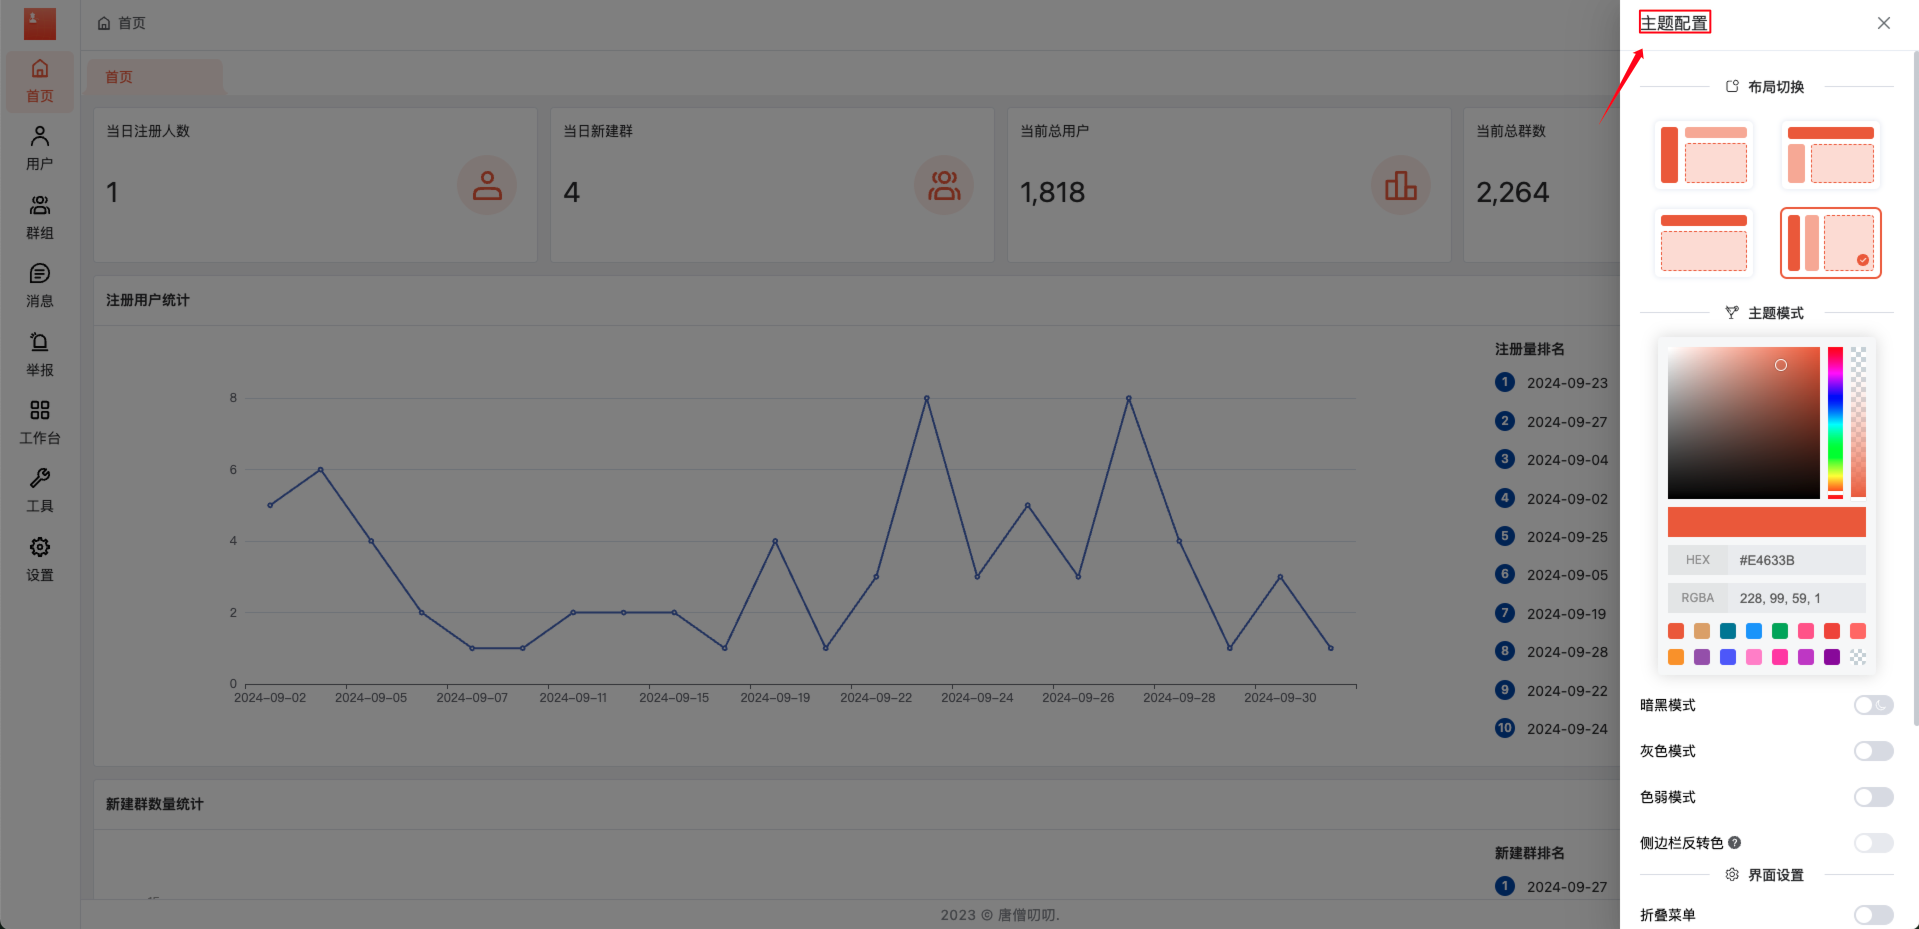 首页
用户
群组
消息
举报
工作台
工具
设置
首页
首页
当日注册人数
1
当日新建群
4
当前总用户
1,818
当前总群数
2,264
注册用户统计
8
6
4
2
0
2024-09-02
2024-09-05
2024-09-07
2024-09-11
2024-09-15
2024-09-19
2024-09-22
2024-09-24
2024-09-26
2024-09-28
2024-09-30
注册量排名
1 2024-09-23
2 2024-09-27
3 2024-09-04
4 2024-09-02
5 2024-09-25
6 2024-09-05
7 2024-09-19
8 2024-09-28
9 2024-09-22
10 2024-09-24
新建群数量统计
新建群排名
1 2024-09-27
2023 © 唐僧叨叨.
主题配置
布局切换
主题模式
HEX #E4633B
RGBA 228, 99, 59, 1
暗黑模式
灰色模式
色弱模式
侧边栏反转色 ?
界面设置
折叠菜单